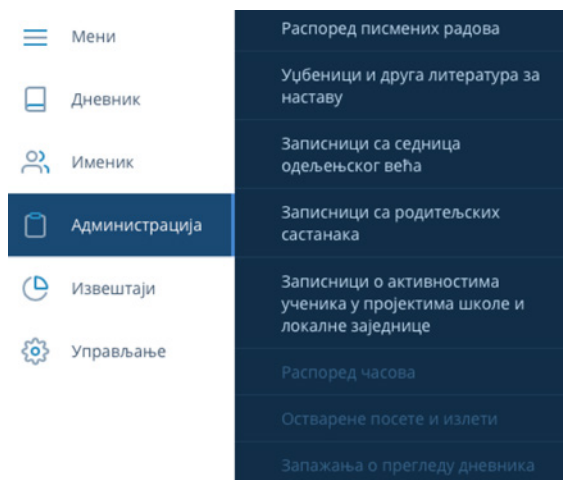 Мени
Дневник
Именик
Администрација
Извештаји
Управљање
Распоред писмених радова
Уџбеници и друга литература за
наставу
Записници са седница
одељењског већа
Записници са родитељских
састанака
Записници о активностима
ученика у пројектима школе и
локалне заједнице
Распоред часова
Остварене посете и излети
Запажања о прегледу дневника